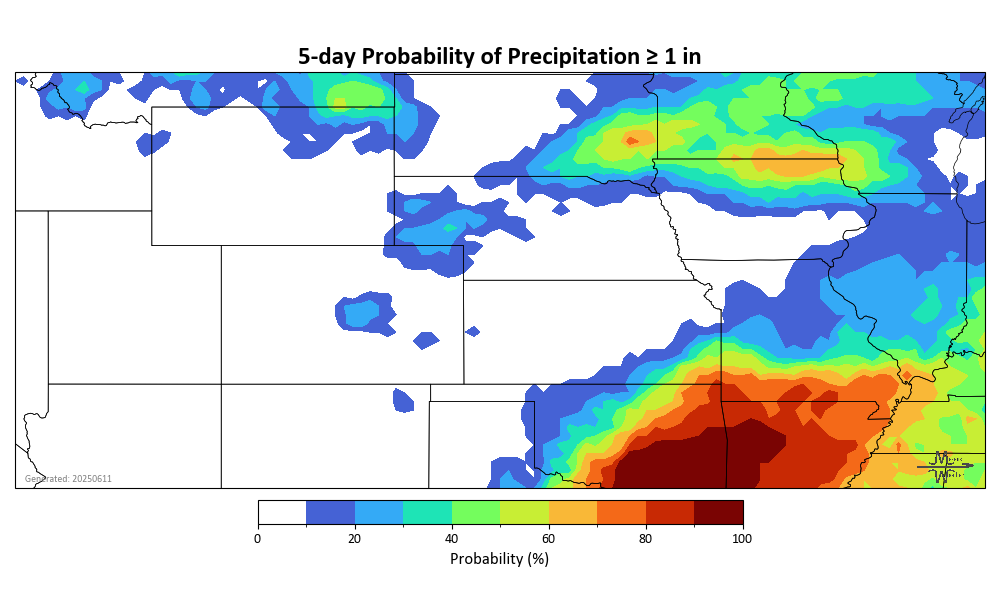 5-day Probability of Precipitation ≥ 1 in
Generated: 20250611
0 20 40 60 80 100
Probability (%)